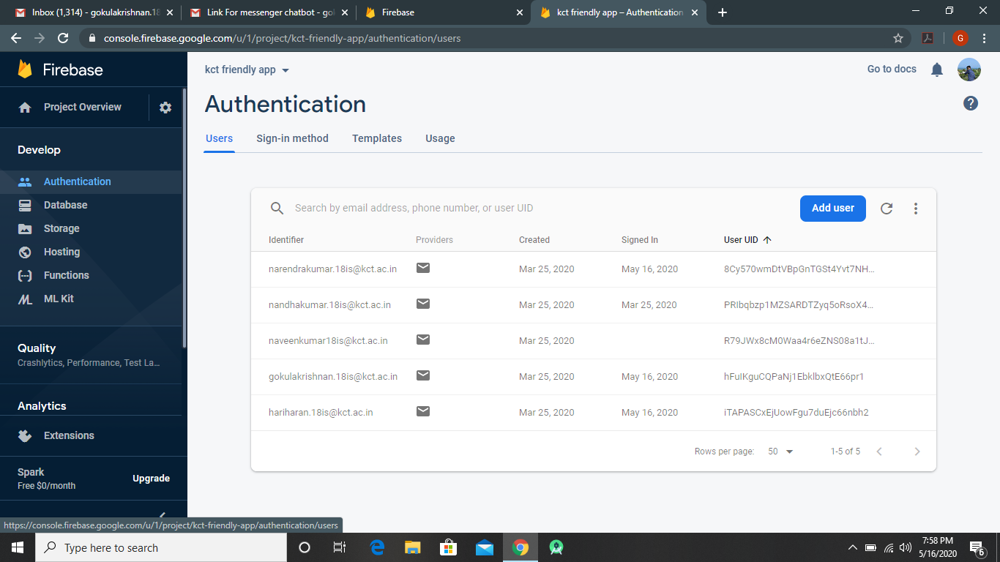 Inbox (1,314) - gokulakrishnan.18
Link For messenger chatbot - gok
Firebase
kct friendly app – Authentication
console.firebase.google.com/u/1/project/kct-friendly-app/authentication/users
G
Firebase
kct friendly app
Go to docs
Project Overview
Authentication
Users Sign-in method Templates Usage
Develop
Authentication
Database
Storage
Hosting
Functions
ML Kit
Quality
Crashlytics, Performance, Test La...
Analytics
Extensions
Spark
Free $0/month
Upgrade
Search by email address, phone number, or user UID
Add user
Identifier Providers Created Signed In User UID
narendrakumar.18is@kct.ac.in Mar 25, 2020 May 16, 2020 8Cy570wmDtVBpGnTGSt4Yvt7NH...
nandhakumar.18is@kct.ac.in Mar 25, 2020 Mar 25, 2020 PRIbqbzp1MZSARDTZyq5oRsoX4...
naveenkumar18is@kct.ac.in Mar 25, 2020 R79JWx8cM0Waa4r6eZNS08a1tJ...
gokulakrishnan.18is@kct.ac.in Mar 25, 2020 May 16, 2020 hFuIKguCQPaNj1EbklbxQtE66pr1
hariharan.18is@kct.ac.in Mar 25, 2020 May 16, 2020 iTAPASCxEjUowFgu7duEjc66nbh2
Rows per page: 50 1-5 of 5
https://console.firebase.google.com/u/1/project/kct-friendly-app/authentication/users
Type here to search
7:58 PM
5/16/2020
6